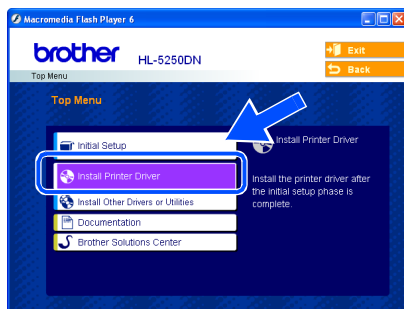 Macromedia Flash Player 6
brother HL-5250DN
Exit
Back
Top Menu
Top Menu
Initial Setup
Install Printer Driver
Install Other Drivers or Utilities
Documentation
Brother Solutions Center
Install Printer Driver
Install the printer driver after
the initial setup phase is
complete.